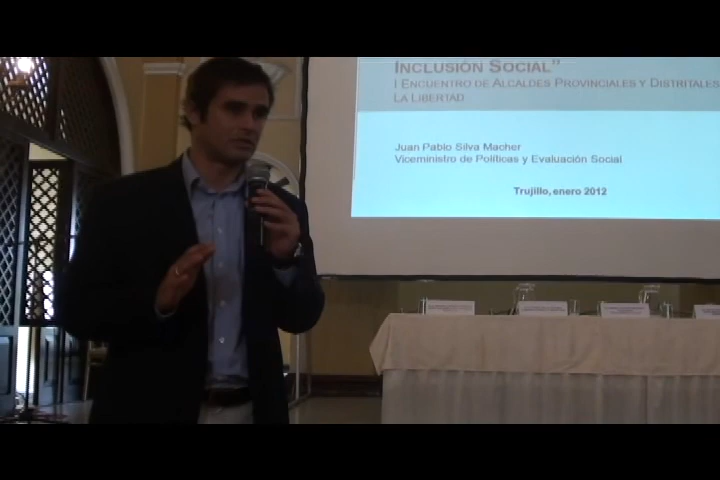 INCLUSIÓN SOCIAL”
I ENCUENTRO DE ALCALDES PROVINCIALES Y DISTRITALES
LA LIBERTAD
Juan Pablo Silva Macher
Viceministro de Políticas y Evaluación Social
Trujillo, enero 2012